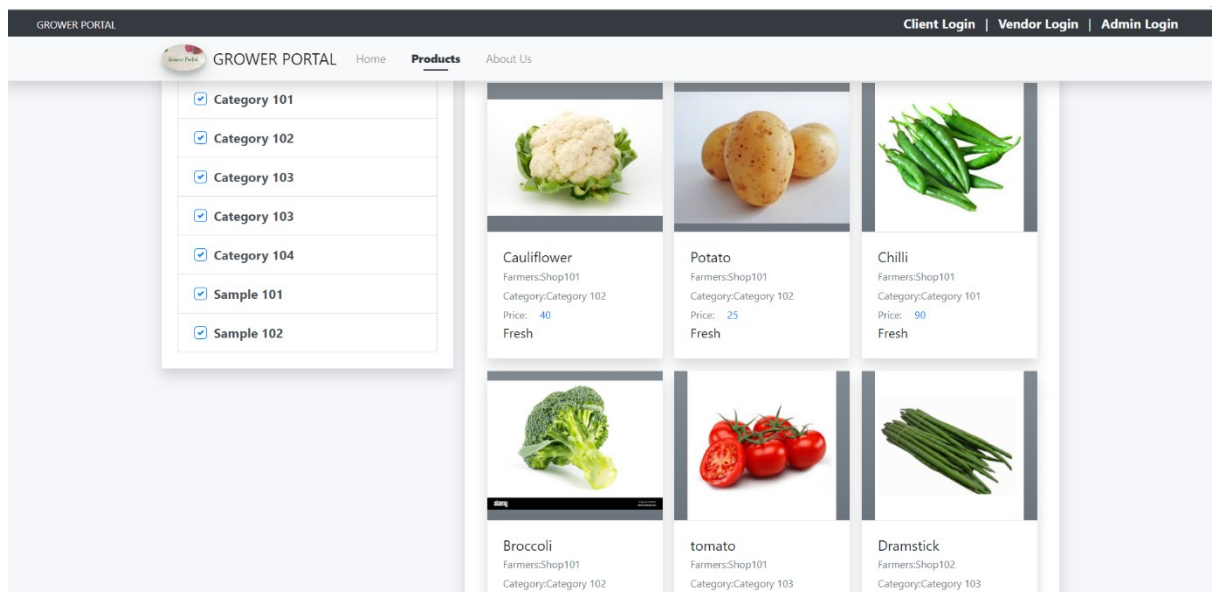 GROWER PORTAL
Client Login | Vendor Login | Admin Login
GROWER PORTAL Home Products About Us
Category 101
Category 102
Category 103
Category 103
Category 104
Sample 101
Sample 102
Cauliflower
Farmers:Shop101
Category:Category 102
Price: 40
Fresh
Potato
Farmers:Shop101
Category:Category 102
Price: 25
Fresh
Chilli
Farmers:Shop101
Category:Category 101
Price: 90
Fresh
alamy
Broccoli
Farmers:Shop101
Category:Category 102
tomato
Farmers:Shop101
Category:Category 103
Dramstick
Farmers:Shop102
Category:Category 103